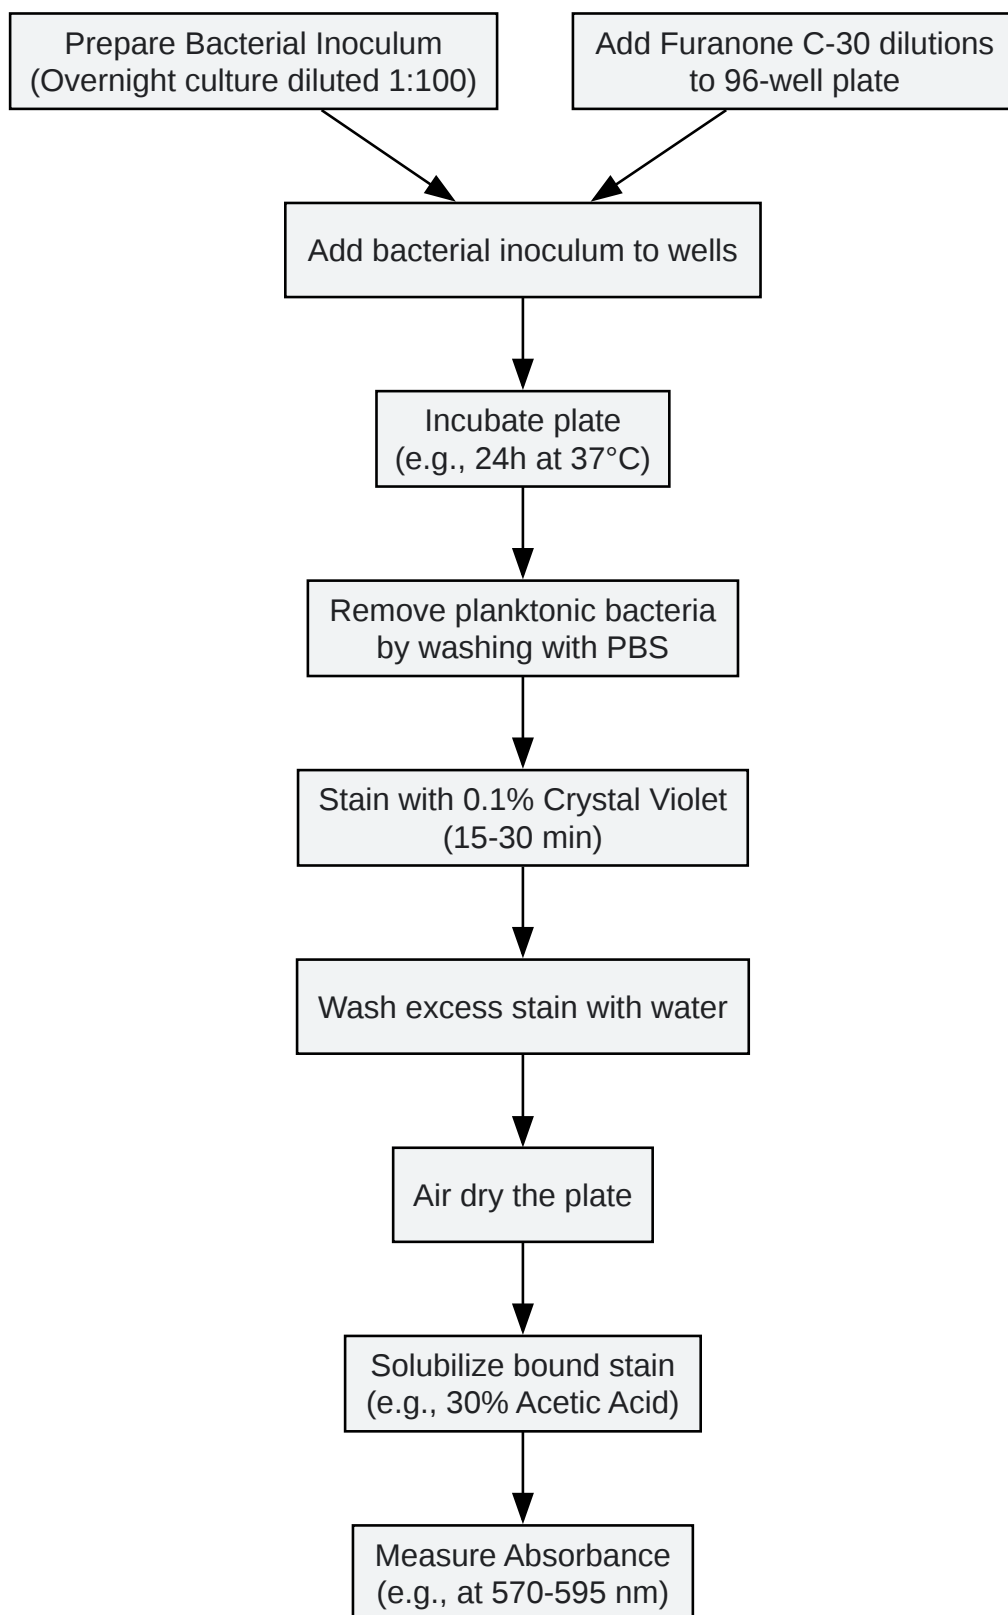 Prepare Bacterial Inoculum
(Overnight culture diluted 1:100)
Add Furanone C-30 dilutions
to 96-well plate
Add bacterial inoculum to wells
Incubate plate
(e.g., 24h at 37°C)
Remove planktonic bacteria
by washing with PBS
Stain with 0.1% Crystal Violet
(15-30 min)
Wash excess stain with water
Air dry the plate
Solubilize bound stain
(e.g., 30% Acetic Acid)
Measure Absorbance
(e.g., at 570-595 nm)